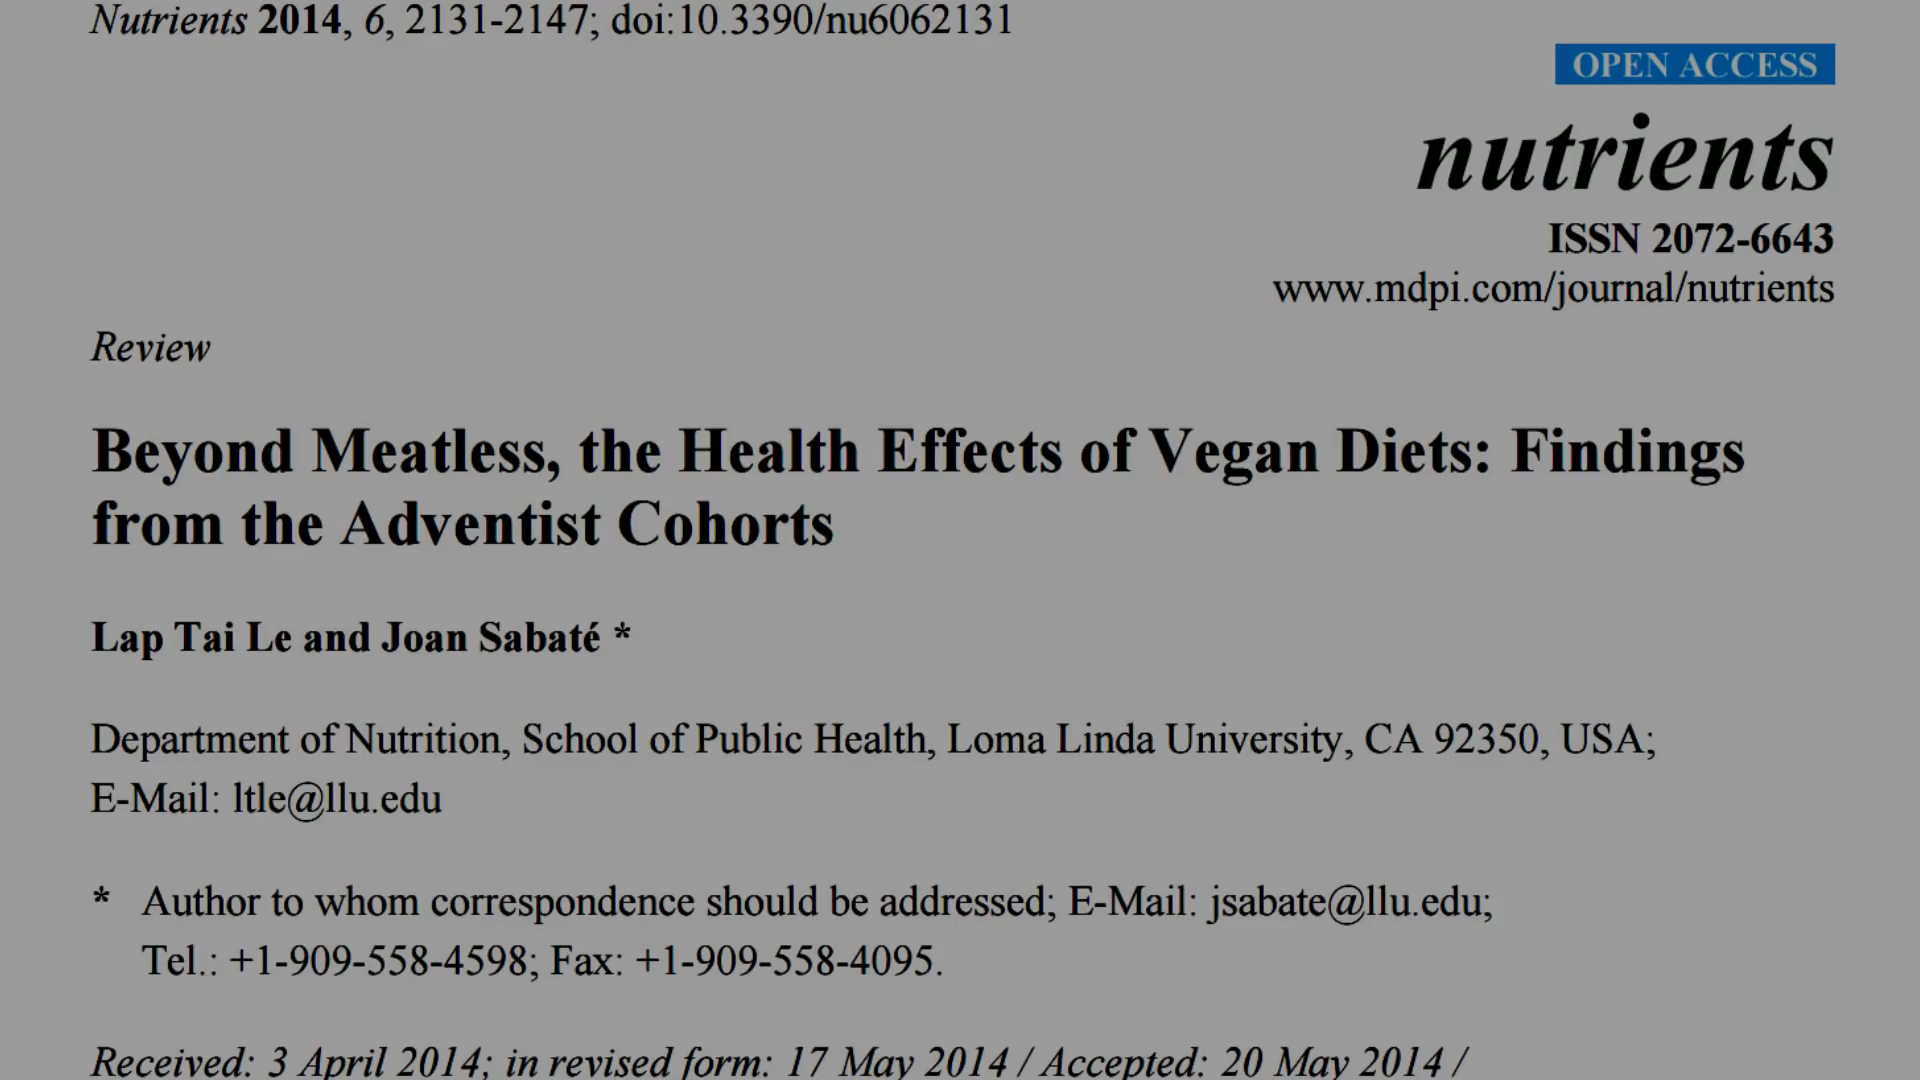 Nutrients 2014, 6, 2131-2147; doi:10.3390/nu6062131
OPEN ACCESS
nutrients
ISSN 2072-6643
www.mdpi.com/journal/nutrients
Review
Beyond Meatless, the Health Effects of Vegan Diets: Findings
from the Adventist Cohorts
Lap Tai Le and Joan Sabaté *
Department of Nutrition, School of Public Health, Loma Linda University, CA 92350, USA;
E-Mail: ltle@llu.edu
* Author to whom correspondence should be addressed; E-Mail: jsabate@llu.edu;
Tel.: +1-909-558-4598; Fax: +1-909-558-4095.
Received: 3 April 2014; in revised form: 17 May 2014 / Accepted: 20 May 2014 /